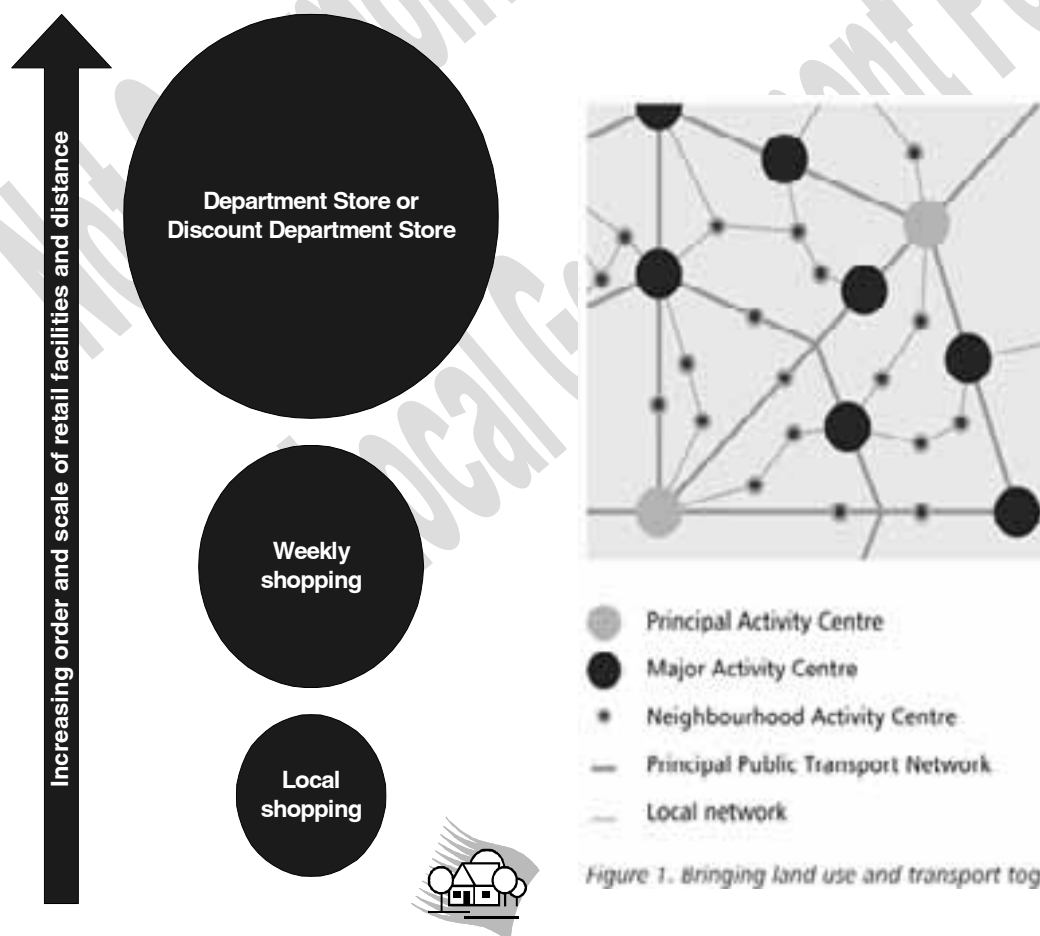 Increasing order and scale of retail facilities and distance
Department Store or
Discount Department Store
Weekly
shopping
Local
shopping
Principal Activity Centre
Major Activity Centre
Neighbourhood Activity Centre
Principal Public Transport Network
Local network
Figure 1. Bringing land use and transport tog